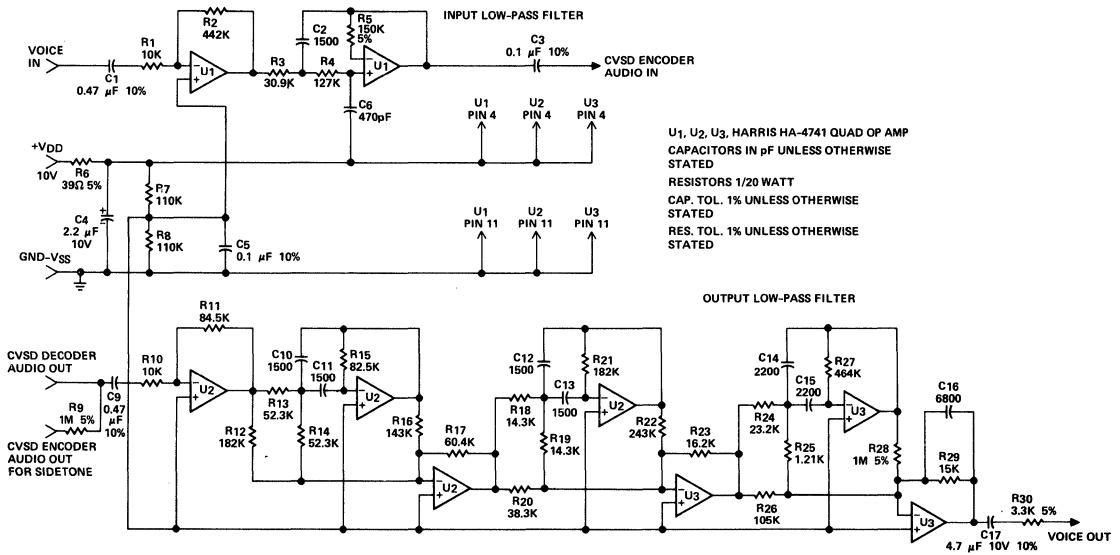 INPUT LOW-PASS FILTER
R2
442K
C2
1500
R5
150K
5%
C3
0.1 µF 10%
VOICE
IN
R1
10K
C1
0.47 µF 10%
−
+
U1
R3
30.9K
R4
127K
−
+
U1
CVSD ENCODER
AUDIO IN
C6
470pF
U1
PIN 4
U2
PIN 4
U3
PIN 4
U1, U2, U3, HARRIS HA-4741 QUAD OP AMP
CAPACITORS IN pF UNLESS OTHERWISE
STATED
RESISTORS 1/20 WATT
CAP. TOL. 1% UNLESS OTHERWISE
STATED
RES. TOL. 1% UNLESS OTHERWISE
STATED
+VDD
10V
R6
39Ω 5%
R7
110K
C4
2.2 µF
10V
+
−
R8
110K
C5
0.1 µF 10%
U1
PIN 11
U2
PIN 11
U3
PIN 11
GND-VSS
OUTPUT LOW-PASS FILTER
R11
84.5K
CVSD DECODER
AUDIO OUT
R10
10K
C9
0.47
µF
10%
R9
1M 5%
CVSD ENCODER
AUDIO OUT
FOR SIDETONE
−
+
U2
C10
1500
C11
1500
R15
82.5K
R13
52.3K
−
+
U2
R12
182K
R14
52.3K
R16
143K
R17
60.4K
−
+
U2
C12
1500
C13
1500
R21
182K
R18
14.3K
R19
14.3K
R20
38.3K
−
+
U2
R22
243K
R23
16.2K
−
+
U3
C14
2200
C15
2200
R27
464K
R24
23.2K
R25
1.21K
R26
105K
−
+
U3
C16
6800
R28
1M 5%
R29
15K
−
+
U3
R30
3.3K 5%
C17
4.7 µF 10V 10%
VOICE OUT